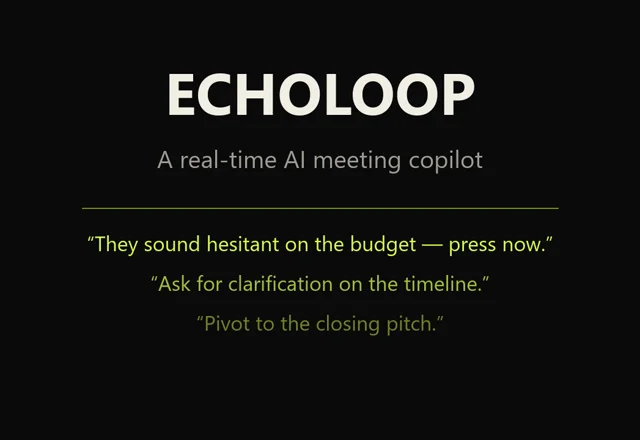 ECHOLOOP
A real-time AI meeting copilot
“They sound hesitant on the budget — press now.”
“Ask for clarification on the timeline.”
“Pivot to the closing pitch.”